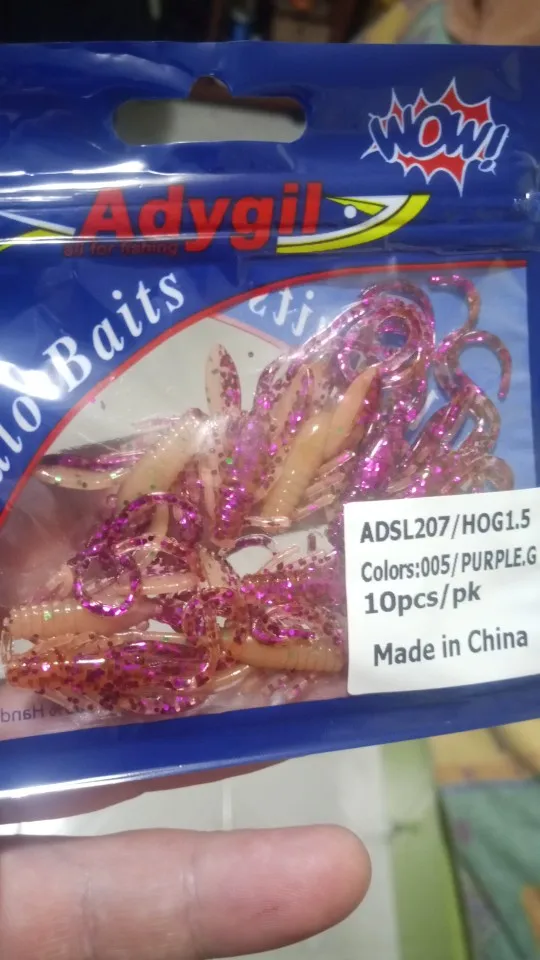 WOW!
Adygil
all for fishing
Baits
ADSL207/HOG1.5
Colors:005/PURPLE.G
10pcs/pk
Made in China